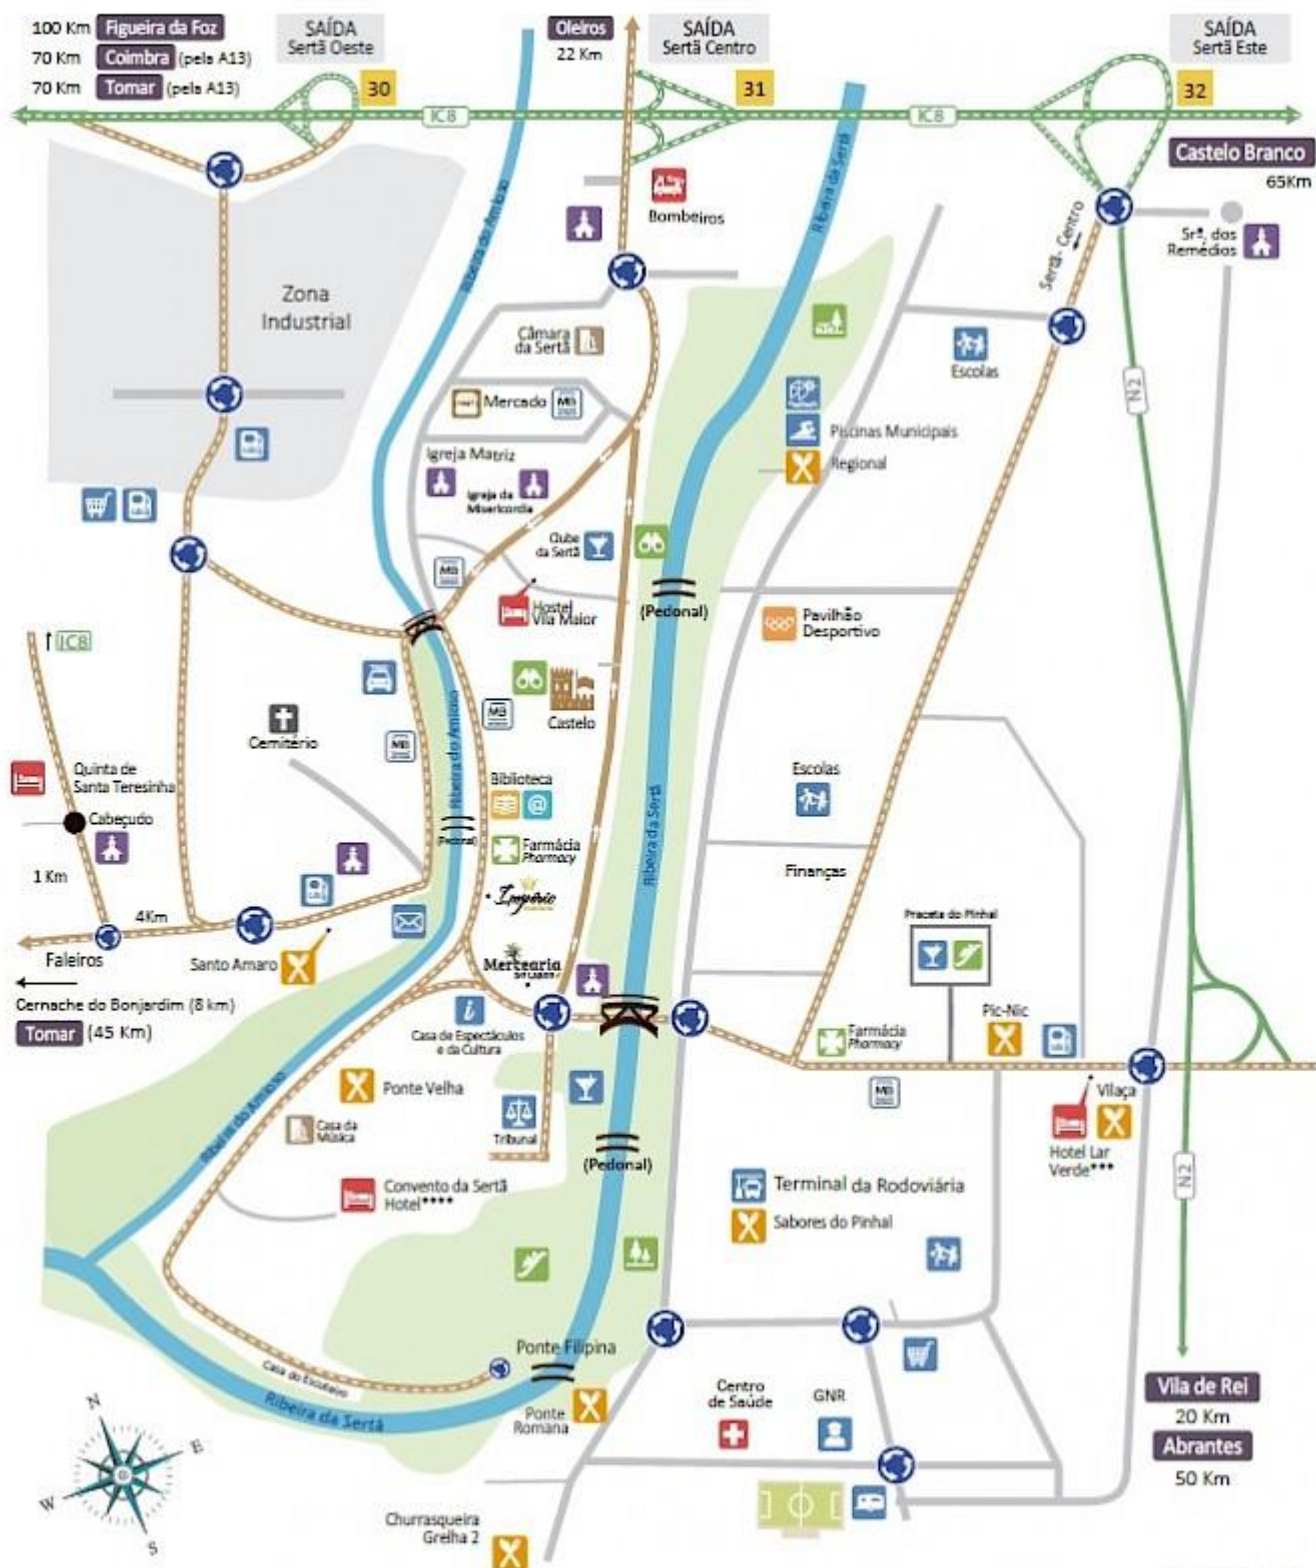 100 Km Figueira da Foz
70 Km Coimbra (pela A13)
70 Km Tomar (pela A13)
SAÍDA
Sertã Oeste
30
Oleiros
22 Km
SAÍDA
Sertã Centro
31
SAÍDA
Sertã Este
32
IC8
IC8
Castelo Branco
65Km
Ribeira do Amioso
Ribeira da Sertã
Bombeiros
Sertã- Centro
Srª. dos
Remédios
Zona
Industrial
Câmara
da Sertã
Escolas
N2
Mercado
MB
Piscinas Municipais
Regional
Igreja Matriz
Igreja da
Misericordia
Clube
da Sertã
MB
Hostel
Vila Maior
(Pedonal)
Pavilhão
Desportivo
IC8
Castelo
MB
MB
Cemitério
Ribeira do Amioso
Quinta de
Santa Teresinha
Cabeçudo
1 Km
Biblioteca
@
(Pedonal)
Farmácia
Pharmacy
Império
Ribeira da Sertã
Escolas
Finanças
4Km
Faleiros
Santo Amaro
Mercearia
Praceta do Pinhal
Cernache do Bonjardim (8 km)
Tomar (45 Km)
i
Casa de Espectáculos
e da Cultura
Farmácia
Pharmacy
Pic-Nic
MB
Ponte Velha
Ribeira do Amioso
Casa da
Música
Tribunal
(Pedonal)
Vilaça
Hotel Lar
Verde***
Convento da Sertã
Hotel****
Terminal da Rodoviária
Sabores do Pinhal
N2
Ponte Filipina
Casa do Escuteiro
Ribeira da Sertã
Ponte
Romana
Centro
de Saúde
GNR
Vila de Rei
20 Km
Abrantes
50 Km
N
E
W
S
Churrasqueira
Grelha 2